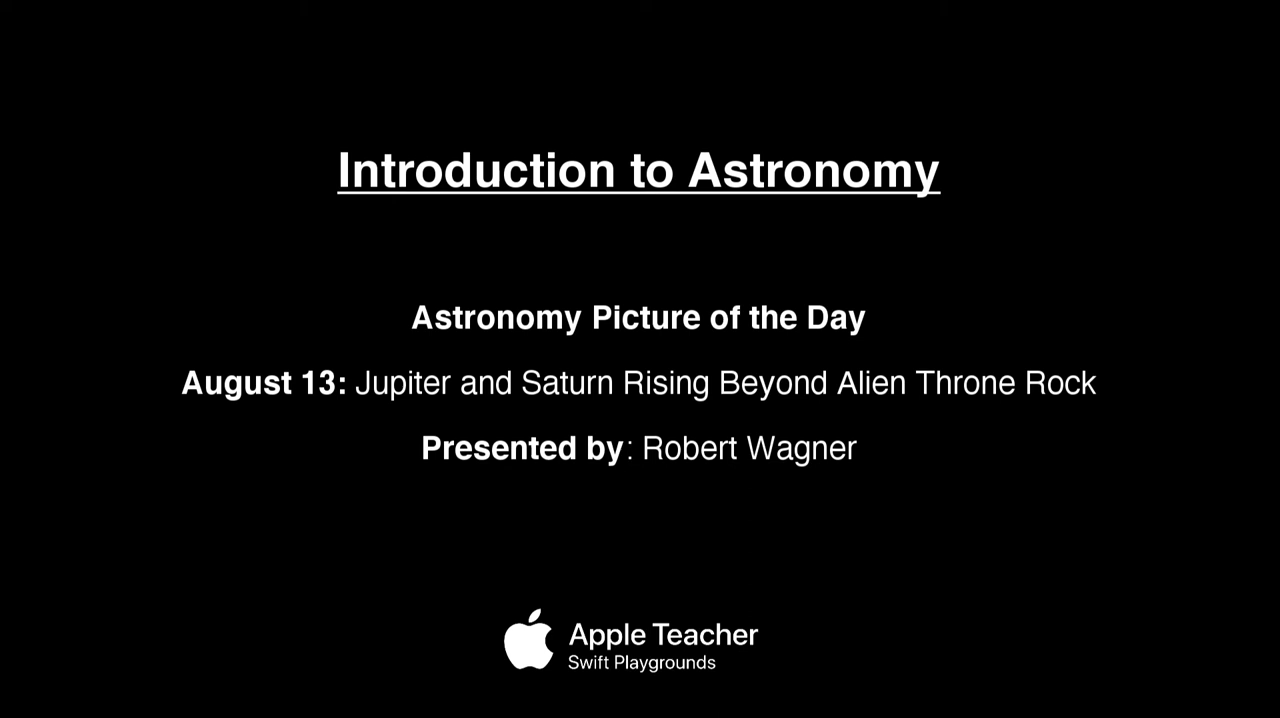 Introduction to Astronomy
Astronomy Picture of the Day
August 13: Jupiter and Saturn Rising Beyond Alien Throne Rock
Presented by: Robert Wagner
Apple Teacher
Swift Playgrounds